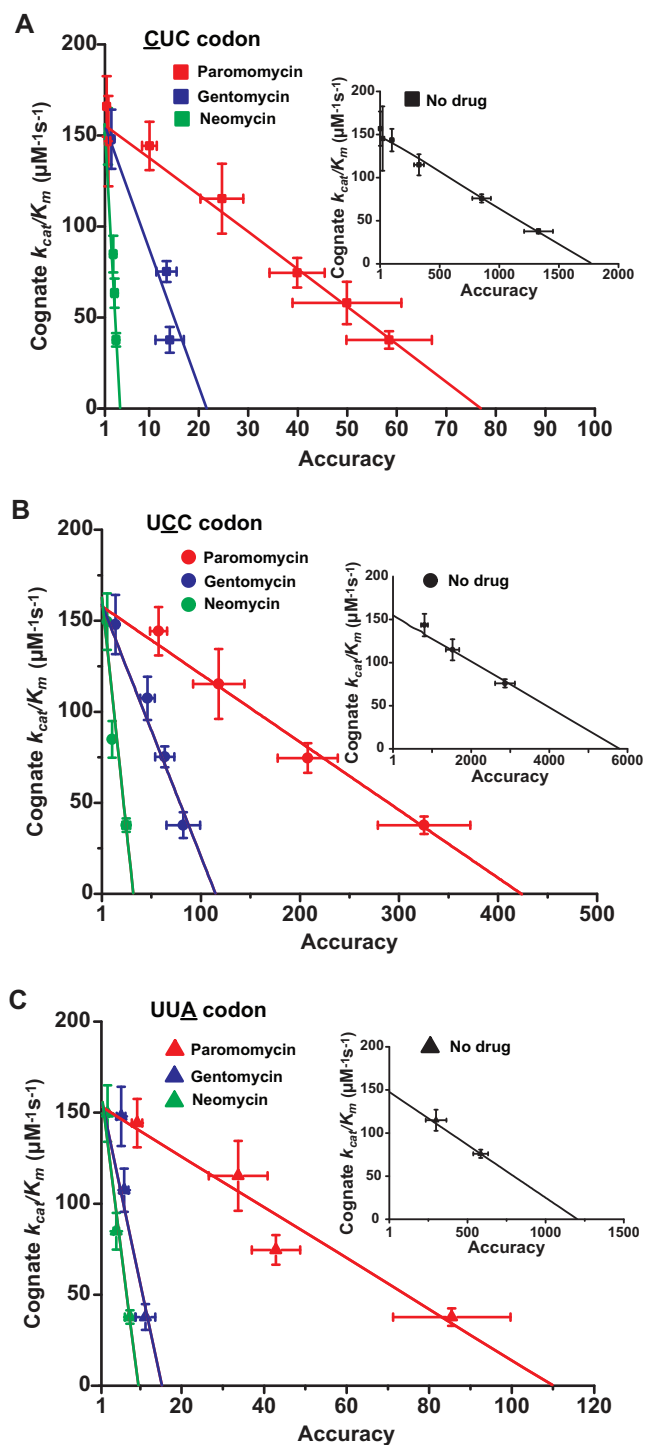 A
CUC codon
Paromomycin
Gentomycin
Neomycin
No drug
Cognate kcat/Km (µM-1s-1)
200
150
100
50
0
1 10 20 30 40 50 60 70 80 90 100
Accuracy
Cognate kcat/Km (µM-1s-1)
200
150
100
50
0
1 500 1000 1500 2000
Accuracy
B
UCC codon
Paromomycin
Gentomycin
Neomycin
No drug
Cognate kcat/Km (µM-1s-1)
200
150
100
50
0
1 100 200 300 400 500
Accuracy
Cognate kcat/Km (µM-1s-1)
200
150
100
50
0
1 2000 4000 6000
Accuracy
C
UUA codon
Paromomycin
Gentomycin
Neomycin
No drug
Cognate kcat/Km (µM-1s-1)
200
150
100
50
0
1 20 40 60 80 100 120
Accuracy
Cognate kcat/Km (µM-1s-1)
200
150
100
50
0
1 500 1000 1500
Accuracy